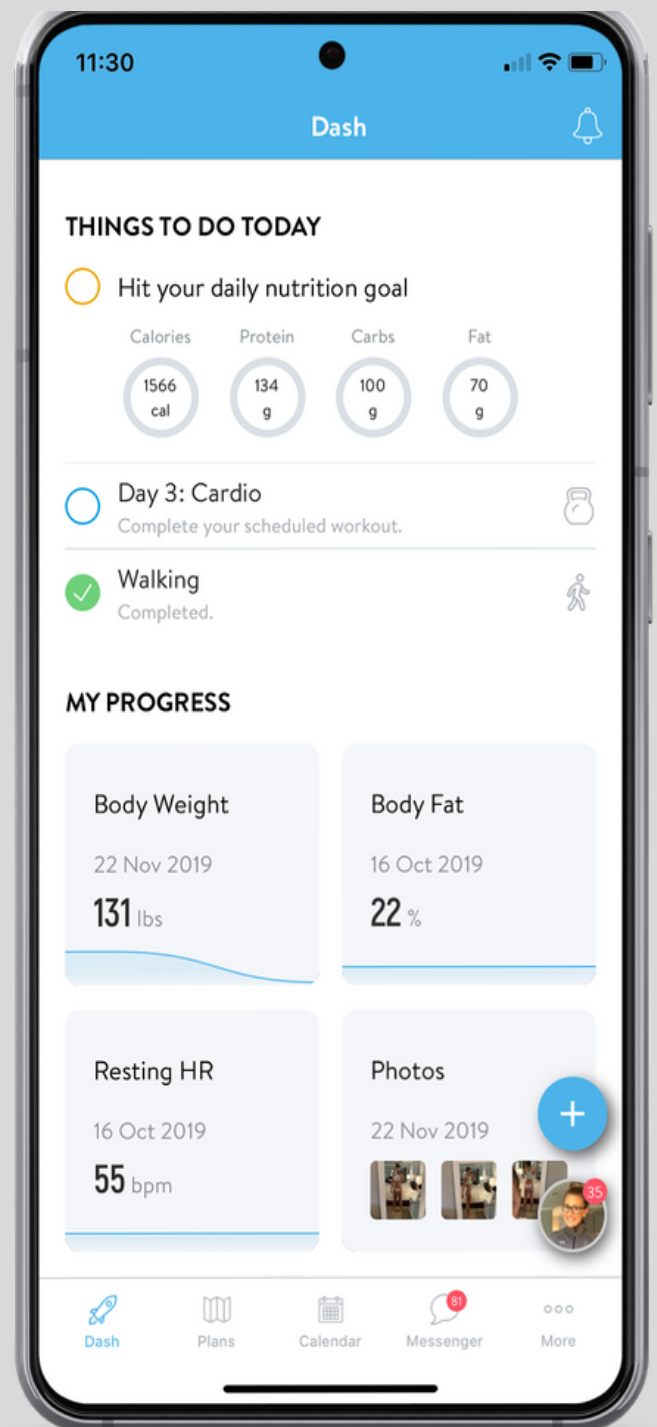 11:30
Dash
THINGS TO DO TODAY
Hit your daily nutrition goal
Calories Protein Carbs Fat
1566 134 100 70
cal g g g
Day 3: Cardio
Complete your scheduled workout.
Walking
Completed.
MY PROGRESS
Body Weight
22 Nov 2019
131 lbs
Body Fat
16 Oct 2019
22 %
Resting HR
16 Oct 2019
55 bpm
Photos
22 Nov 2019
35
81
Dash Plans Calendar Messenger More